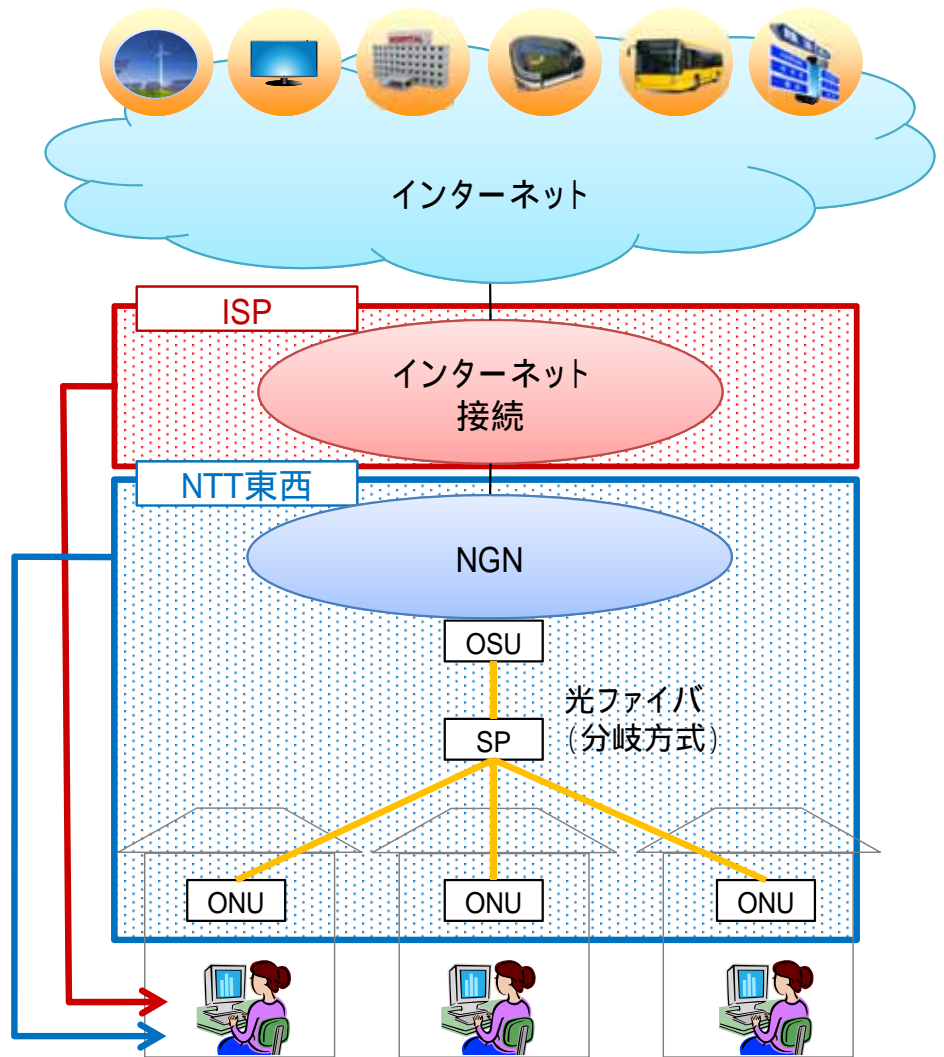 HOSPITAL
インターネット
ISP
インターネット
接続
NTT東西
NGN
OSU
光ファイバ
(分岐方式)
SP
ONU
ONU
ONU